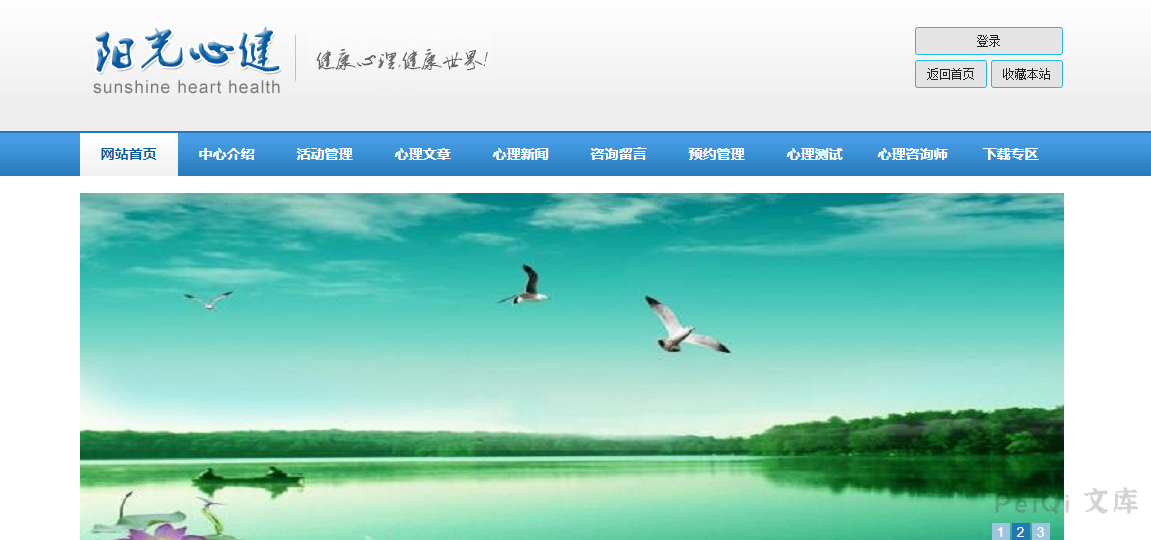 阳光心健
sunshine heart health
健康心理,健康世界!
登录
返回首页 收藏本站
网站首页 中心介绍 活动管理 心理文章 心理新闻 咨询留言 预约管理 心理测试 心理咨询师 下载专区
PeiQi 文库
1 2 3